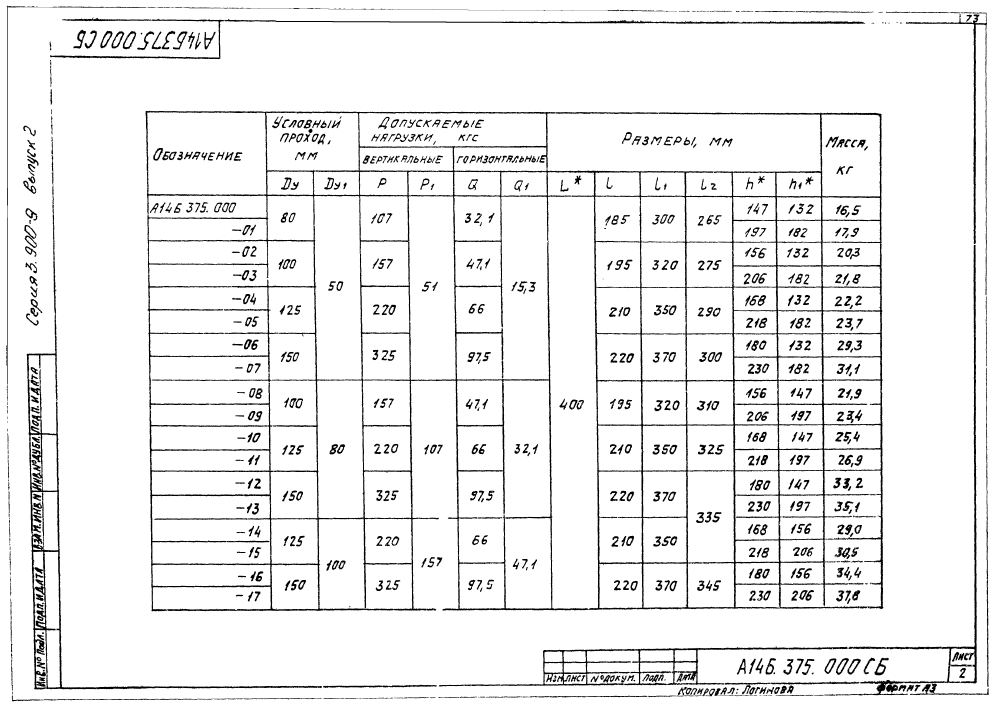 73
А14Б375.000 СБ
Серия 3.900-9 Выпуск 2
Обозначение | Условный проход, мм | Допускаемые нагрузки, кгс | Размеры, мм | Масса, кг
вертикальные | горизонтальные
Dу | Dу1 | P | P1 | Q | Q1 | L* | l | l1 | l2 | h* | h1*
А14Б 375. 000 | 80 | 50 | 107 | 51 | 32,1 | 15,3 | 400 | 185 | 300 | 265 | 147 | 132 | 16,5
-01 | 197 | 182 | 17,9
-02 | 100 | 157 | 47,1 | 195 | 320 | 275 | 156 | 132 | 20,3
-03 | 206 | 182 | 21,8
-04 | 125 | 220 | 66 | 210 | 350 | 290 | 168 | 132 | 22,2
-05 | 218 | 182 | 23,7
-06 | 150 | 325 | 97,5 | 220 | 370 | 300 | 180 | 132 | 29,3
-07 | 230 | 182 | 31,1
-08 | 100 | 80 | 157 | 107 | 47,1 | 32,1 | 195 | 320 | 310 | 156 | 147 | 21,9
-09 | 206 | 197 | 23,4
-10 | 125 | 220 | 66 | 210 | 350 | 325 | 168 | 147 | 25,4
-11 | 218 | 197 | 26,9
-12 | 150 | 325 | 97,5 | 220 | 370 | 335 | 180 | 147 | 33,2
-13 | 230 | 197 | 35,1
-14 | 125 | 100 | 220 | 157 | 66 | 47,1 | 210 | 350 | 168 | 156 | 29,0
-15 | 218 | 206 | 30,5
-16 | 150 | 325 | 97,5 | 220 | 370 | 345 | 180 | 156 | 34,4
-17 | 230 | 206 | 37,8
Инв.№ подл. Подп. и дата Взам.инв.№ Инв.№ дубл. Подп. и дата
Изм. Лист № докум. Подп. Дата
А14Б. 375. 000 СБ
Лист
2
Копировал: Логинова
Формат А3